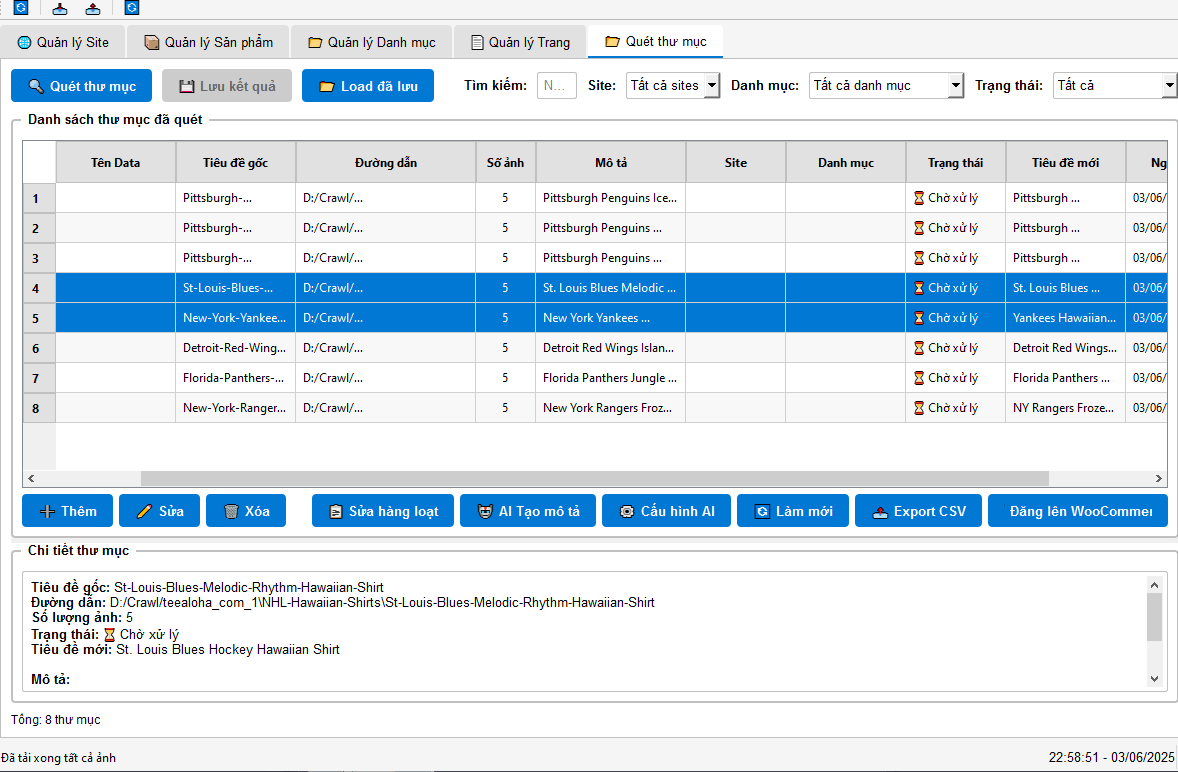 Quản lý Site Quản lý Sản phẩm Quản lý Danh mục Quản lý Trang Quét thư mục
Quét thư mục Lưu kết quả Load đã lưu Tìm kiếm: N... Site: Tất cả sites Danh mục: Tất cả danh mục Trạng thái: Tất cả
Danh sách thư mục đã quét
Tên Data Tiêu đề gốc Đường dẫn Số ảnh Mô tả Site Danh mục Trạng thái Tiêu đề mới Ng
1 Pittsburgh-... D:/Crawl/... 5 Pittsburgh Penguins Ice... Chờ xử lý Pittsburgh ... 03/06/
2 Pittsburgh-... D:/Crawl/... 5 Pittsburgh Penguins ... Chờ xử lý Pittsburgh ... 03/06/
3 Pittsburgh-... D:/Crawl/... 5 Pittsburgh Penguins ... Chờ xử lý Pittsburgh ... 03/06/
4 St-Louis-Blues-... D:/Crawl/... 5 St. Louis Blues Melodic ... Chờ xử lý St. Louis Blues ... 03/06/
5 New-York-Yankee... D:/Crawl/... 5 New York Yankees ... Chờ xử lý Yankees Hawaiian... 03/06/
6 Detroit-Red-Wing... D:/Crawl/... 5 Detroit Red Wings Islan... Chờ xử lý Detroit Red Wings... 03/06/
7 Florida-Panthers-... D:/Crawl/... 5 Florida Panthers Jungle ... Chờ xử lý Florida Panthers ... 03/06/
8 New-York-Ranger... D:/Crawl/... 5 New York Rangers Froz... Chờ xử lý NY Rangers Froze... 03/06/
Thêm Sửa Xóa Sửa hàng loạt AI Tạo mô tả Cấu hình AI Làm mới Export CSV Đăng lên WooCommer
Chi tiết thư mục
Tiêu đề gốc: St-Louis-Blues-Melodic-Rhythm-Hawaiian-Shirt
Đường dẫn: D:/Crawl/teealoha_com_1\NHL-Hawaiian-Shirts\St-Louis-Blues-Melodic-Rhythm-Hawaiian-Shirt
Số lượng ảnh: 5
Trạng thái: Chờ xử lý
Tiêu đề mới: St. Louis Blues Hockey Hawaiian Shirt
Mô tả:
Tổng: 8 thư mục
Đã tải xong tất cả ảnh 22:58:51 - 03/06/2025